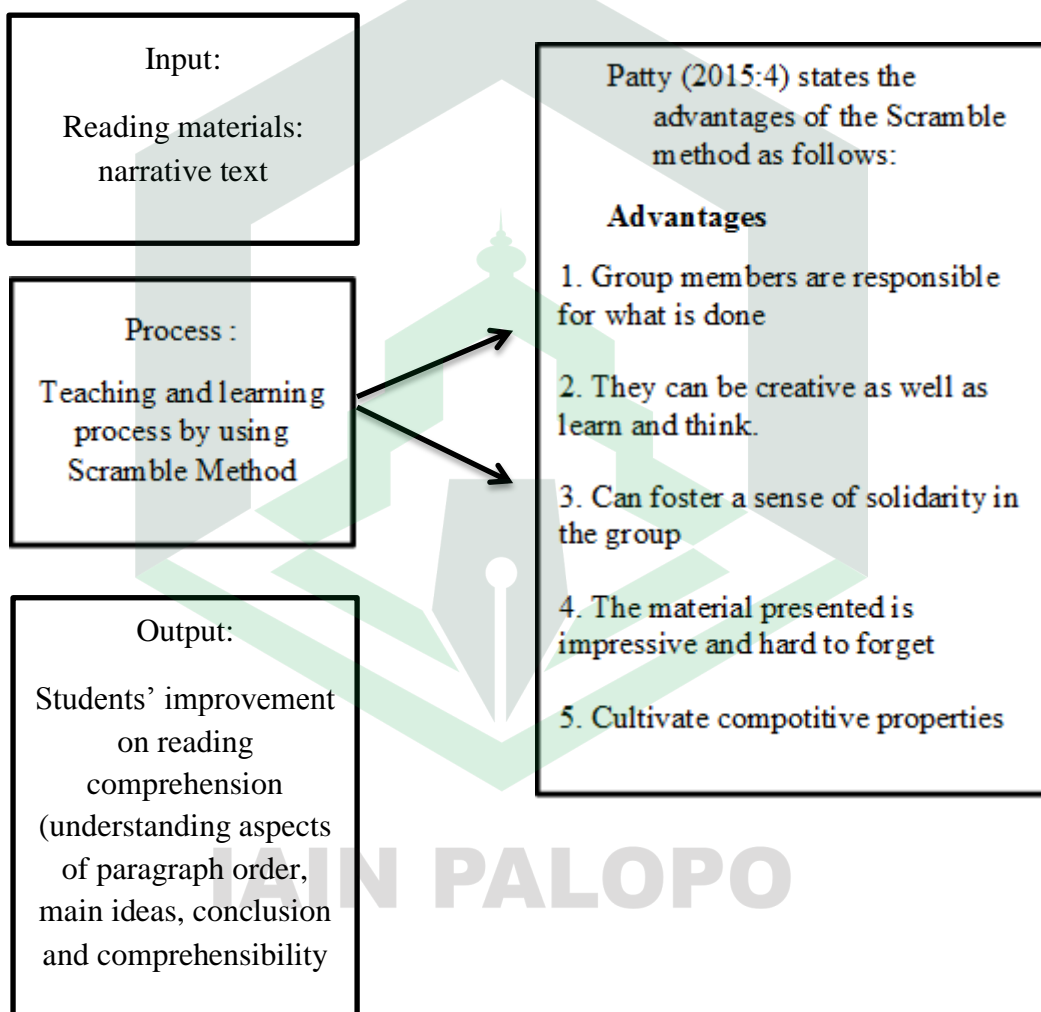 Input:
Reading materials:
narrative text
Process :
Teaching and learning
process by using
Scramble Method
Output:
Students’ improvement
on reading
comprehension
(understanding aspects
of paragraph order,
main ideas, conclusion
and comprehensibility
Patty (2015:4) states the
advantages of the Scramble
method as follows:
Advantages
1. Group members are responsible
for what is done
2. They can be creative as well as
learn and think.
3. Can foster a sense of solidarity in
the group
4. The material presented is
impressive and hard to forget
5. Cultivate compotitive properties
IAIN PALOPO